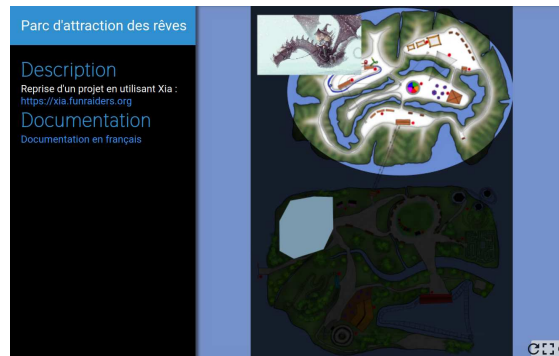 Parc d'attraction des rêves
Description
Reprise d'un projet en utilisant Xia :
https://xia.funraiders.org
Documentation
Documentation en français